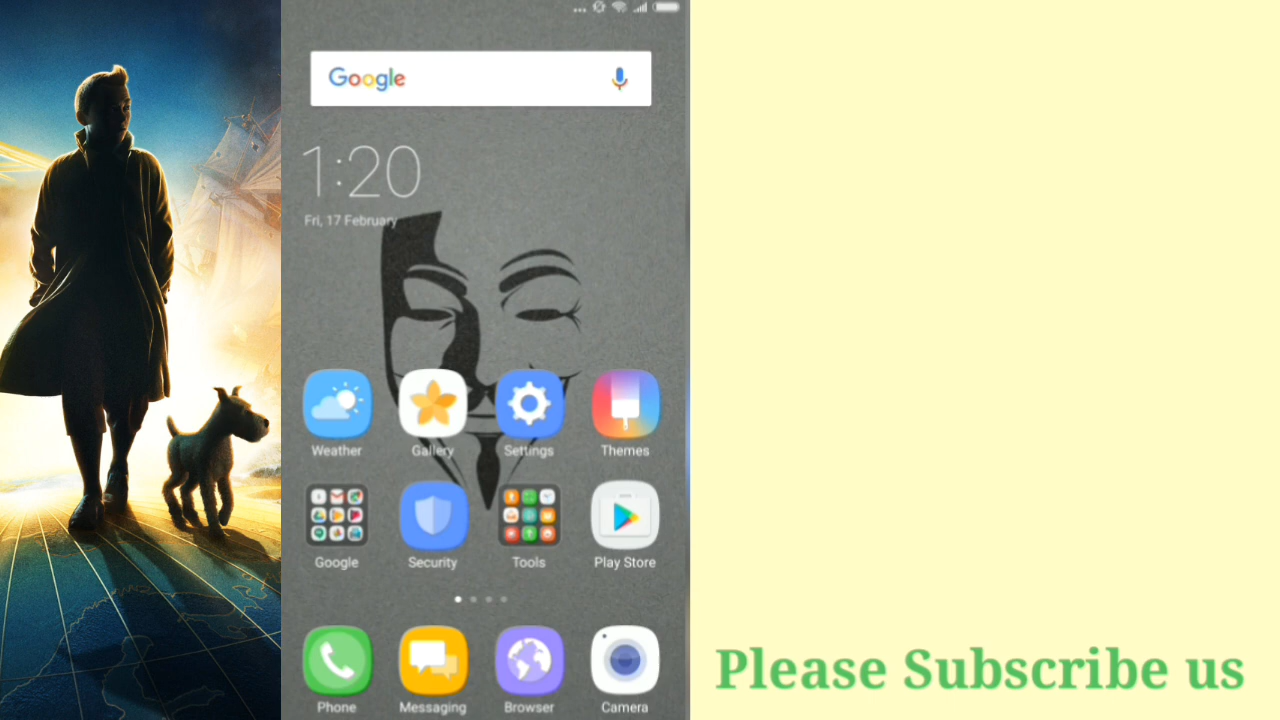 Google
1:20
Fri, 17 February
Weather
Gallery
Settings
Themes
Google
Security
Tools
Play Store
Phone
Messaging
Browser
Camera
Please Subscribe us